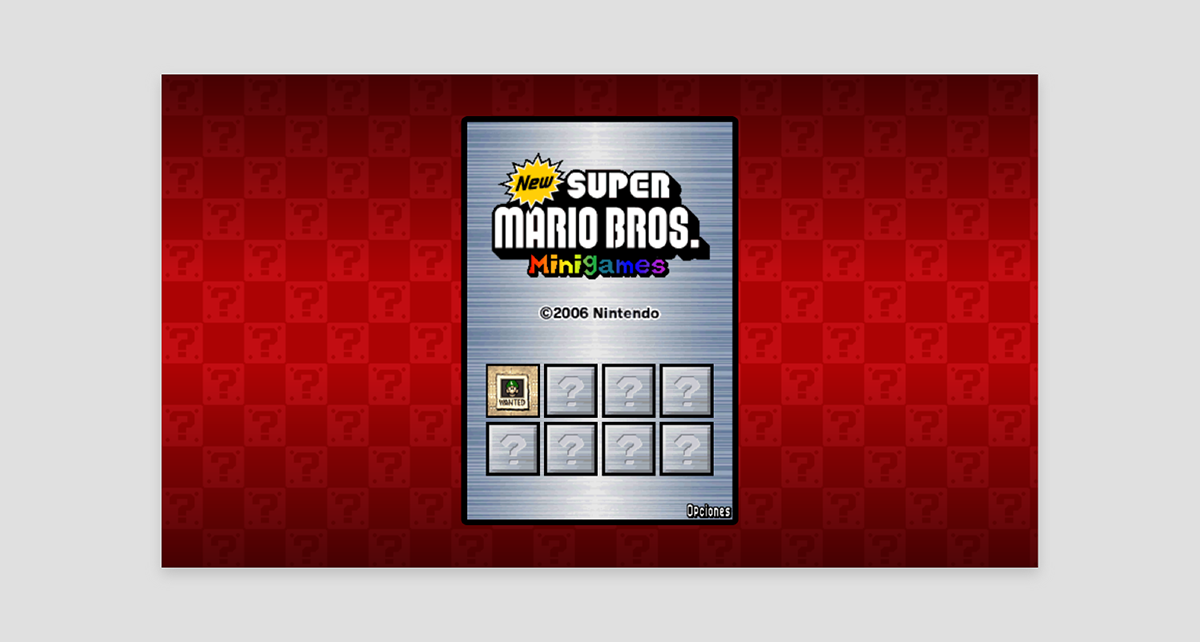 New SUPER
MARIO BROS.
Minigames
©2006 Nintendo
WANTED
Opciones